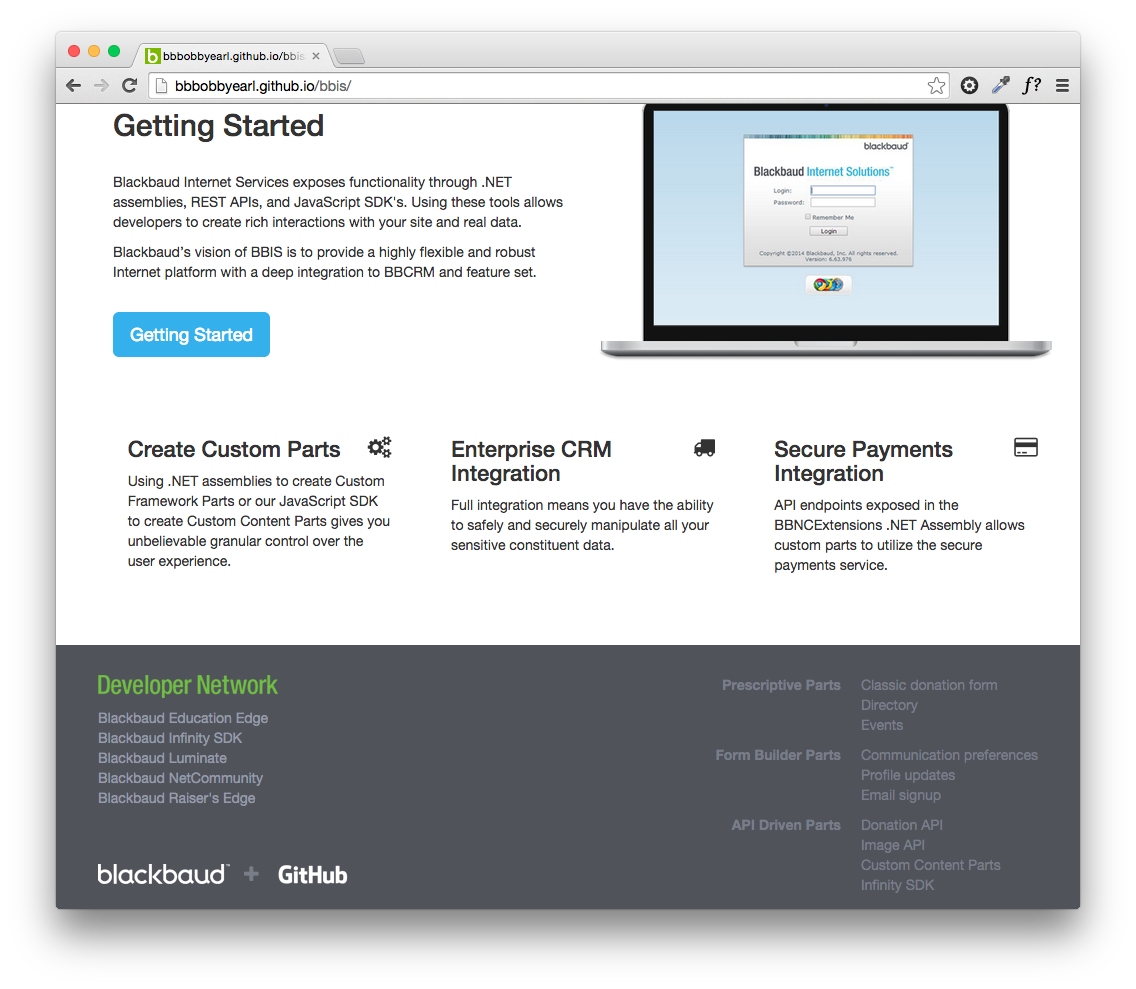 bbbobbyearl.github.io/bbis
bbbobbyearl.github.io/bbis/
f?
Getting Started
Blackbaud Internet Services exposes functionality through .NET
assemblies, REST APIs, and JavaScript SDK's. Using these tools allows
developers to create rich interactions with your site and real data.
Blackbaud's vision of BBIS is to provide a highly flexible and robust
Internet platform with a deep integration to BBCRM and feature set.
Getting Started
blackbaud
Blackbaud Internet Solutions™
Login:
Password:
Remember Me
Login
Copyright ©2014 Blackbaud, Inc. All rights reserved.
Version: 6.63.976
Create Custom Parts
Using .NET assemblies to create Custom
Framework Parts or our JavaScript SDK
to create Custom Content Parts gives you
unbelievable granular control over the
user experience.
Enterprise CRM
Integration
Full integration means you have the ability
to safely and securely manipulate all your
sensitive constituent data.
Secure Payments
Integration
API endpoints exposed in the
BBNCExtensions .NET Assembly allows
custom parts to utilize the secure
payments service.
Developer Network
Blackbaud Education Edge
Blackbaud Infinity SDK
Blackbaud Luminate
Blackbaud NetCommunity
Blackbaud Raiser's Edge
blackbaud™ + GitHub
Prescriptive Parts Classic donation form
Directory
Events
Form Builder Parts Communication preferences
Profile updates
Email signup
API Driven Parts Donation API
Image API
Custom Content Parts
Infinity SDK